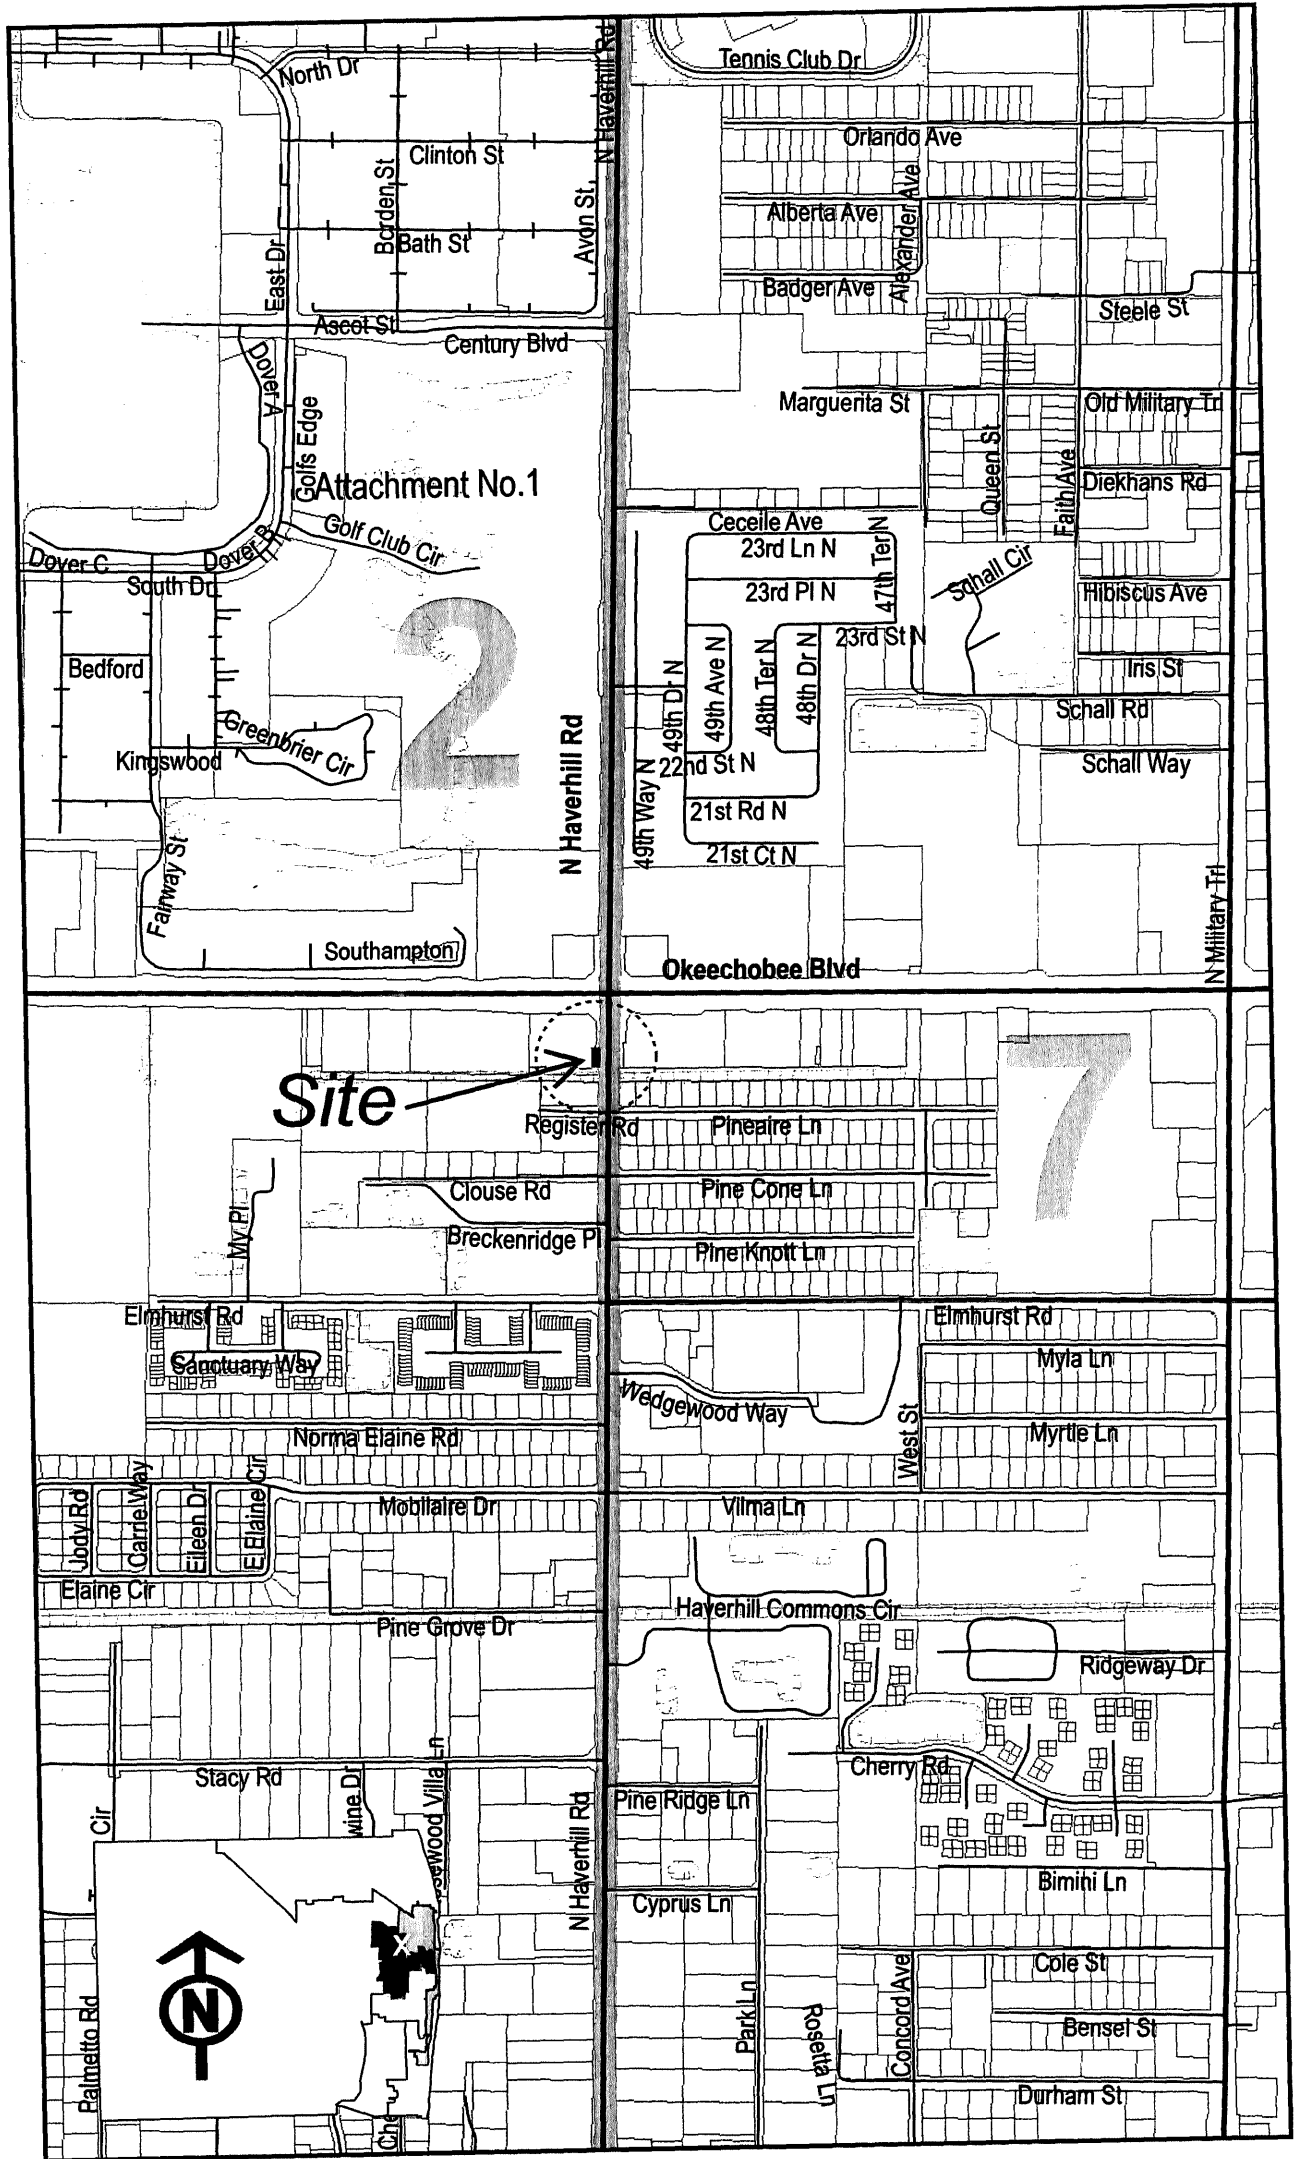 North Dr
N Haverhill Rd
Tennis Club Dr
Orlando Ave
Clinton St
Borden St
Avon St
Alberta Ave
Alexander Ave
Bath St
East Dr
Badger Ave
Steele St
Ascot St
Century Blvd
Dover A
Golfs Edge
Marguerita St
Old Military Trl
Queen St
Faith Ave
Attachment No.1
Diekhans Rd
Ceceile Ave
Golf Club Cir
23rd Ln N
47th Ter N
Dover C
Dover B
Schall Cir
South Dr
23rd Pl N
Hibiscus Ave
2
23rd St N
Bedford
49th Dr N
49th Ave N
48th Ter N
48th Dr N
Iris St
Schall Rd
Greenbrier Cir
Kingswood
N Haverhill Rd
22nd St N
Schall Way
49th Way N
21st Rd N
21st Ct N
Fairway St
N Military Trl
Southampton
Okeechobee Blvd
7
Site
Register Rd
Pineaire Ln
Clouse Rd
Pine Cone Ln
My Pl
Breckenridge Pl
Pine Knott Ln
Elmhurst Rd
Elmhurst Rd
Sanctuary Way
Myla Ln
Wedgewood Way
West St
Norma Elaine Rd
Myrtle Ln
Jody Rd
Carrie Way
Eileen Dr
E Elaine Cir
Mobilaire Dr
Vilma Ln
Elaine Cir
Haverhill Commons Cir
Pine Grove Dr
Ridgeway Dr
Stacy Rd
Cherry Rd
Cir
wine Dr
sewood Villa Ln
N Haverhill Rd
Pine Ridge Ln
Bimini Ln
Cyprus Ln
X
Cole St
N
Palmetto Rd
Park Ln
Rosetta Ln
Concord Ave
Bensel St
Durham St
Che